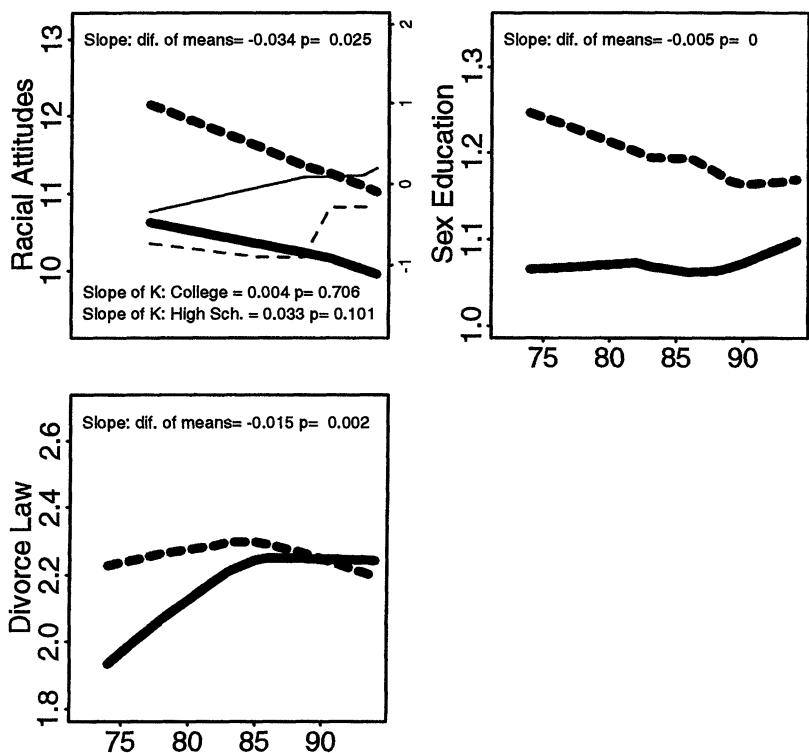 Slope: dif. of means= -0.034 p= 0.025
Racial Attitudes
13
12
11
10
2
1
0
-1
Slope of K: College = 0.004 p= 0.706
Slope of K: High Sch. = 0.033 p= 0.101
Slope: dif. of means= -0.005 p= 0
Sex Education
1.3
1.2
1.1
1.0
75 80 85 90
Slope: dif. of means= -0.015 p= 0.002
Divorce Law
2.6
2.4
2.2
2.0
1.8
75 80 85 90